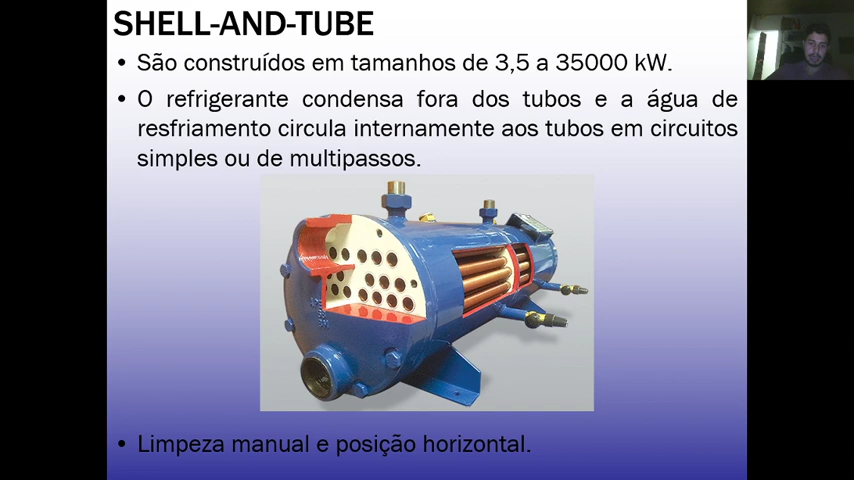 SHELL-AND-TUBE
• São construídos em tamanhos de 3,5 a 35000 kW.
• O refrigerante condensa fora dos tubos e a água de
resfriamento circula internamente aos tubos em circuitos
simples ou de multipassos.
• Limpeza manual e posição horizontal.